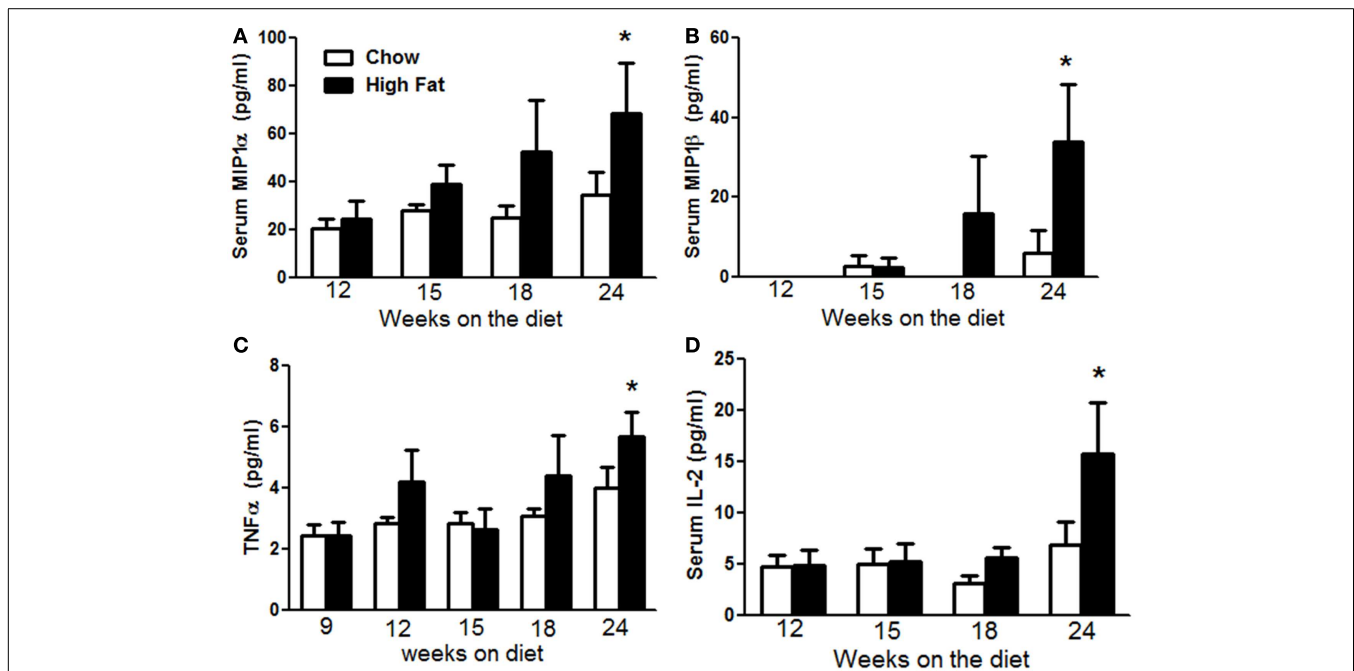 A
100
80
60
40
20
0
Serum MIP1α (pg/ml)
Chow
High Fat
*
12 15 18 24
Weeks on the diet
B
60
40
20
0
Serum MIP1β (pg/ml)
*
12 15 18 24
Weeks on the diet
C
8
6
4
2
0
TNFα (pg/ml)
*
9 12 15 18 24
weeks on diet
D
25
20
15
10
5
0
Serum IL-2 (pg/ml)
*
12 15 18 24
Weeks on the diet